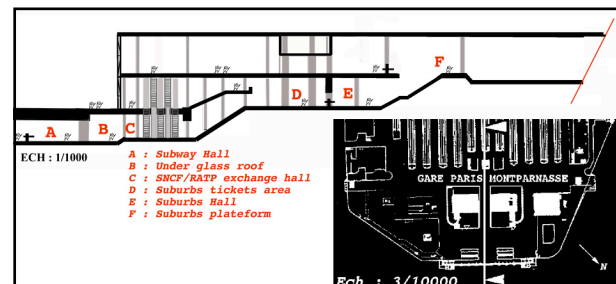 F
D
E
A
B
C
ECH : 1/1000
A : Subway Hall
B : Under glass roof
C : SNCF/RATP exchange hall
D : Suburbs tickets area
E : Suburbs Hall
F : Suburbs plateform
GARE PARIS MONTPARNASSE
N
Ech : 3/10000